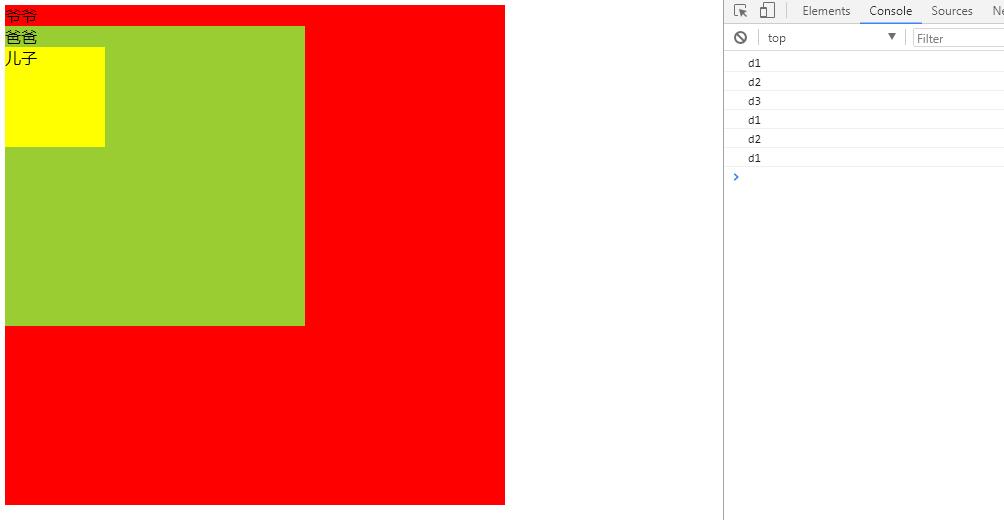 爷爷
爸爸
儿子
Elements Console Sources Ne
top Filter
d1
d2
d3
d1
d2
d1